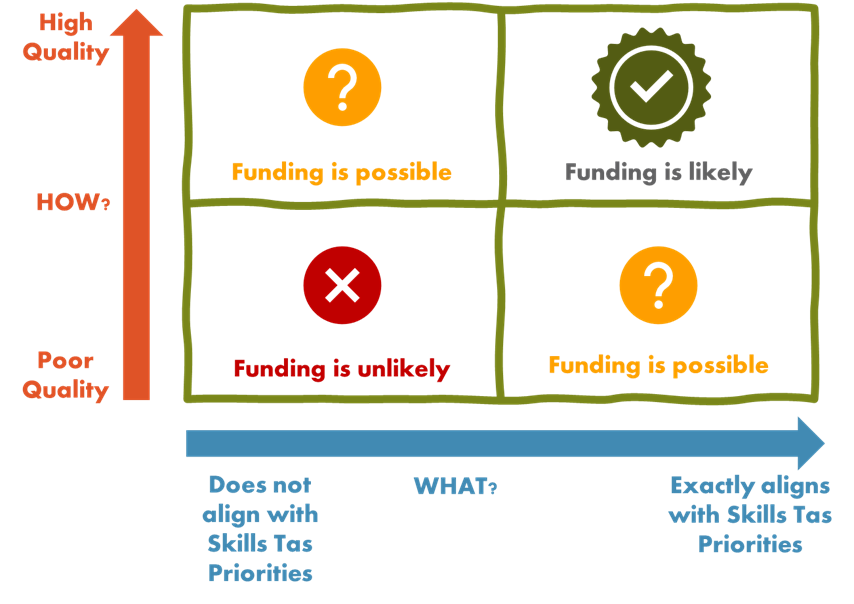 High
Quality
HOW?
Poor
Quality
Funding is possible
Funding is likely
Funding is unlikely
Funding is possible
Does not
align with
Skills Tas
Priorities
WHAT?
Exactly aligns
with Skills Tas
Priorities